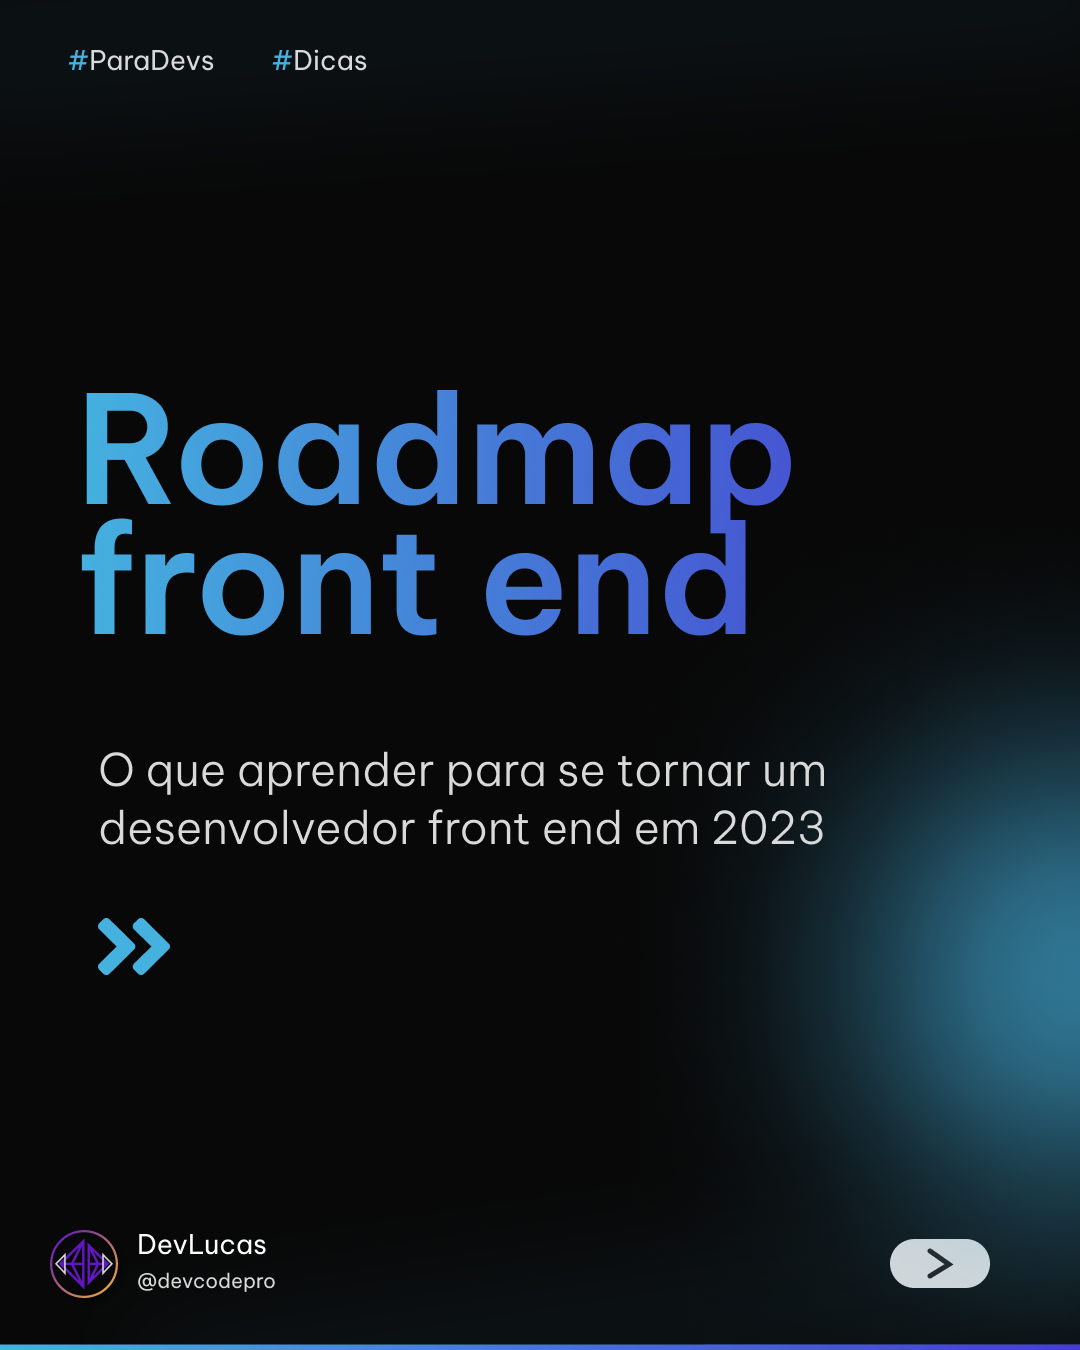 #ParaDevs #Dicas
Roadmap
front end
O que aprender para se tornar um
desenvolvedor front end em 2023
DevLucas
@devcodepro